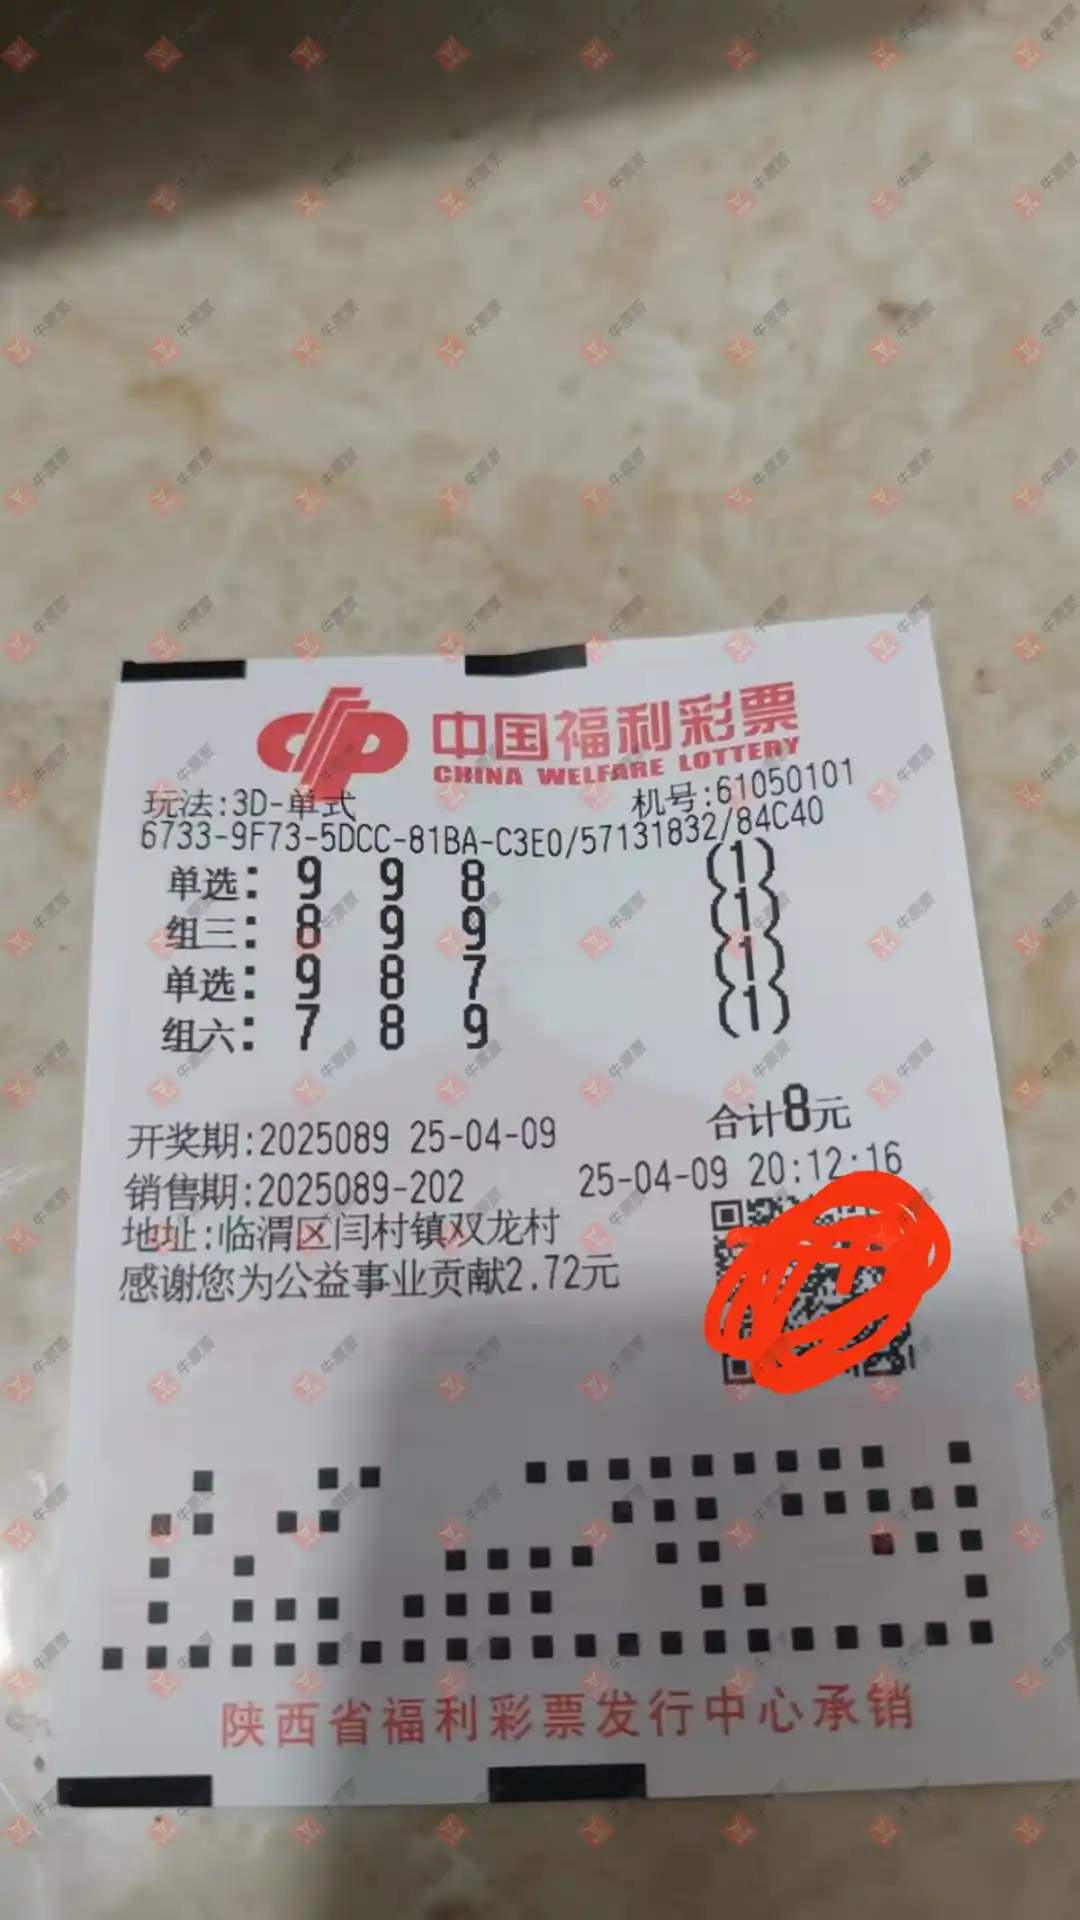 中国福利彩票
CHINA WELFARE LOTTERY
玩法:3D-单式 机号:61050101
6733-9F73-5DCC-81BA-C3E0/57131832/84C40
单选: 9 9 8 (1)
组三: 8 9 9 (1)
单选: 9 8 7 (1)
组六: 7 8 9 (1)
合计8元
开奖期:2025089 25-04-09
销售期:2025089-202 25-04-09 20:12:16
地址:临渭区闫村镇双龙村
感谢您为公益事业贡献2.72元
陕西省福利彩票发行中心承销
牛票票